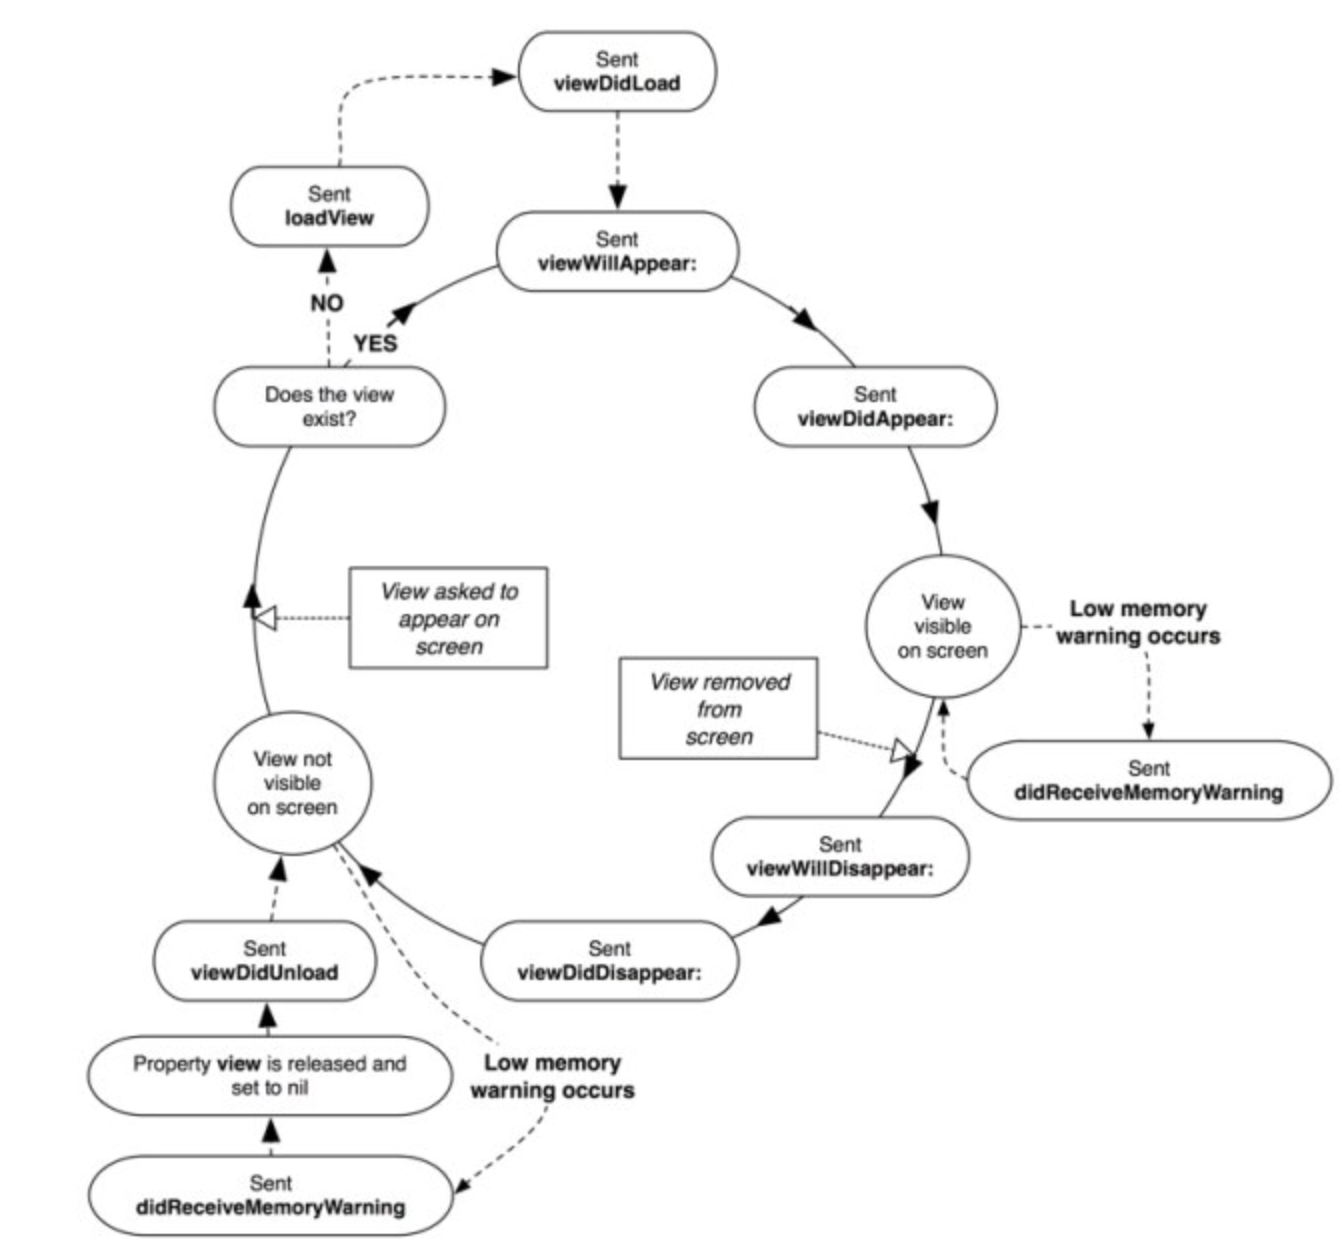 Sent
viewDidLoad
Sent
loadView
Sent
viewWillAppear:
NO
YES
Does the view
exist?
Sent
viewDidAppear:
View asked to
appear on
screen
View
visible
on screen
Low memory
warning occurs
View removed
from
screen
View not
visible
on screen
Sent
didReceiveMemoryWarning
Sent
viewWillDisappear:
Sent
viewDidUnload
Sent
viewDidDisappear:
Property view is released and
set to nil
Low memory
warning occurs
Sent
didReceiveMemoryWarning